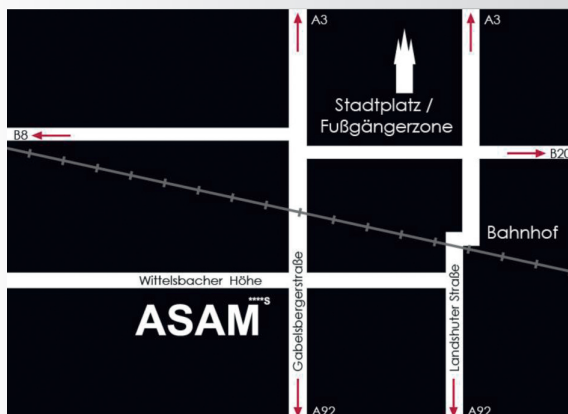 A3
A3
Stadtplatz /
Fußgängerzone
B8
B20
Bahnhof
Wittelsbacher Höhe
ASAM****S
Gabelsbergerstraße
Landshuter Straße
A92
A92